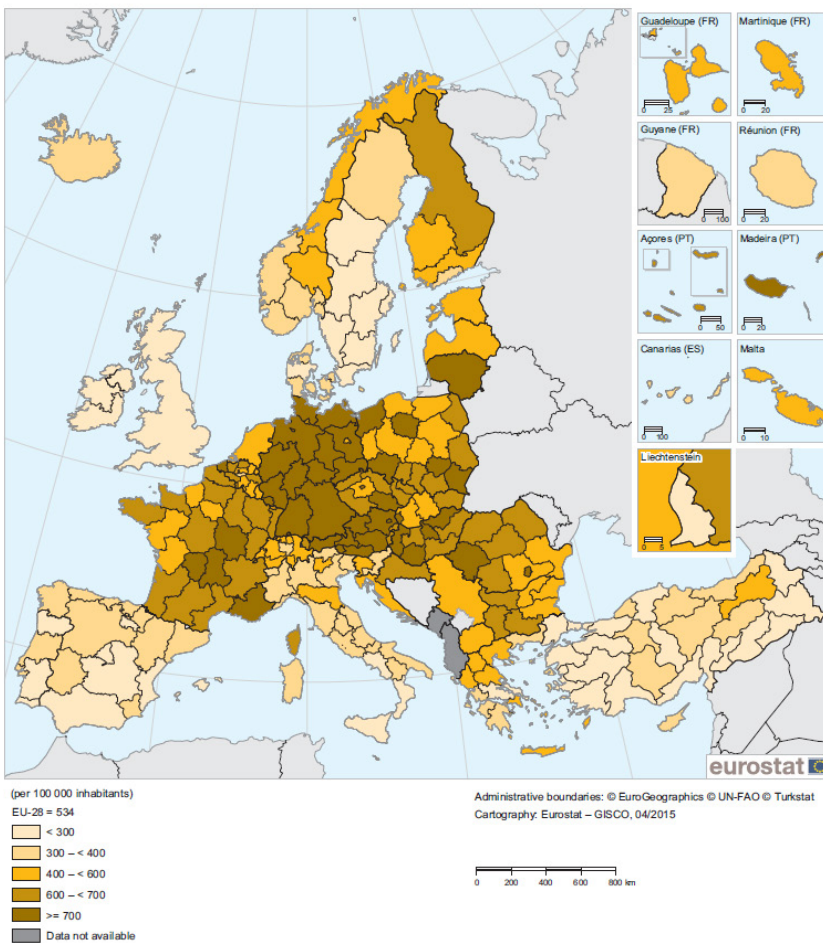 Guadeloupe (FR)
0 25
Martinique (FR)
0 20
Guyane (FR)
0 100
Réunion (FR)
0 20
Açores (PT)
0 50
Madeira (PT)
0 20
Canarias (ES)
0 100
Malta
0 10
Liechtenstein
0 5
eurostat
(per 100 000 inhabitants)
EU-28 = 534
< 300
300 – < 400
400 – < 600
600 – < 700
>= 700
Data not available
Administrative boundaries: © EuroGeographics © UN-FAO © Turkstat
Cartography: Eurostat – GISCO, 04/2015
0 200 400 600 800 km